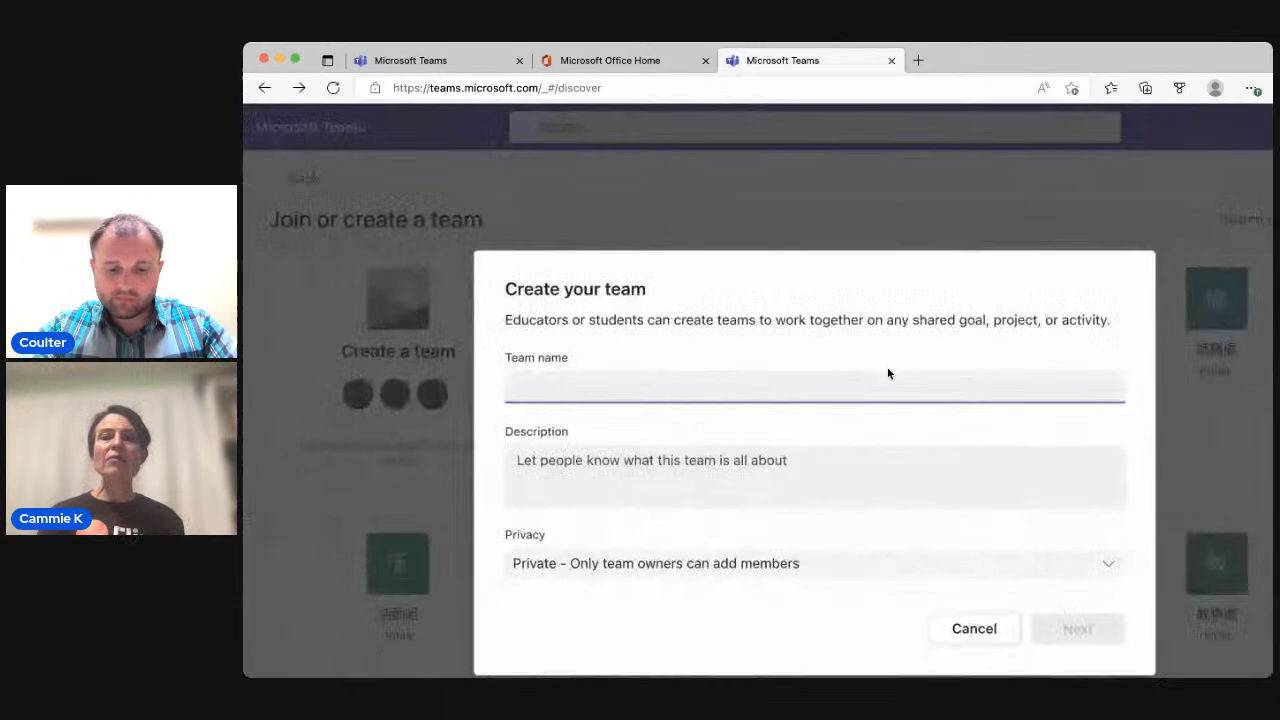 Microsoft Teams
Microsoft Office Home
Microsoft Teams
https://teams.microsoft.com/_#/discover
Microsoft Teams
Back
Join or create a team
Create a team
Create your team
Educators or students can create teams to work together on any shared goal, project, or activity.
Team name
Description
Let people know what this team is all about
Privacy
Private - Only team owners can add members
Cancel
Next
Coulter
Cammie K